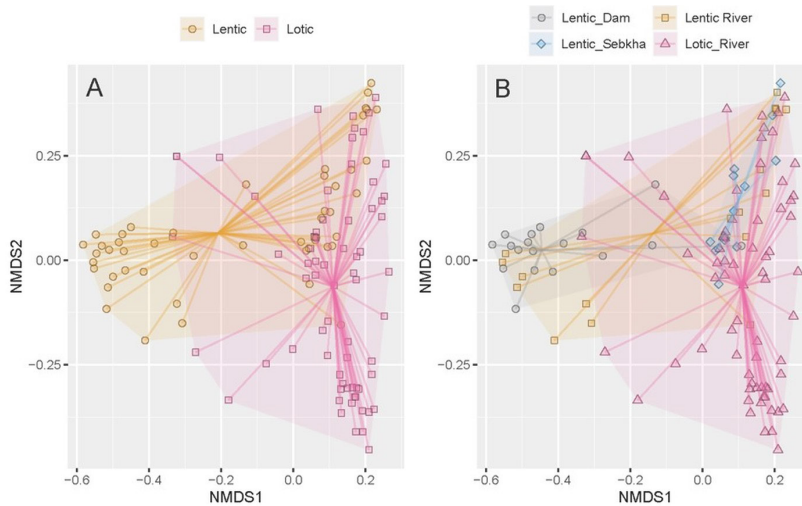 Lentic Lotic
Lentic_Dam Lentic River
Lentic_Sebkha Lotic_River
A
B
0.25
0.00
−0.25
NMDS2
−0.6 −0.4 −0.2 0.0 0.2
NMDS1
0.25
0.00
−0.25
NMDS2
−0.6 −0.4 −0.2 0.0 0.2
NMDS1